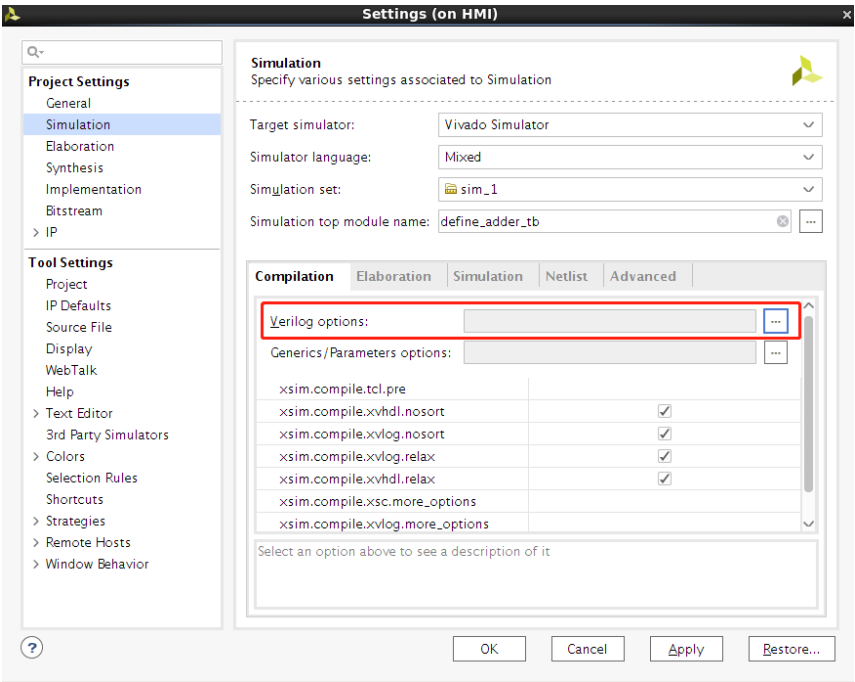 Settings (on HMI)
Project Settings
General
Simulation
Elaboration
Synthesis
Implementation
Bitstream
IP
Tool Settings
Project
IP Defaults
Source File
Display
WebTalk
Help
Text Editor
3rd Party Simulators
Colors
Selection Rules
Shortcuts
Strategies
Remote Hosts
Window Behavior
Simulation
Specify various settings associated to Simulation
Target simulator: Vivado Simulator
Simulator language: Mixed
Simulation set: sim_1
Simulation top module name: define_adder_tb ...
Compilation Elaboration Simulation Netlist Advanced
Verilog options: ...
Generics/Parameters options: ...
xsim.compile.tcl.pre
xsim.compile.xvhdl.nosort
xsim.compile.xvlog.nosort
xsim.compile.xvlog.relax
xsim.compile.xvhdl.relax
xsim.compile.xsc.more_options
xsim.compile.xvlog.more_options
Select an option above to see a description of it
? OK Cancel Apply Restore...